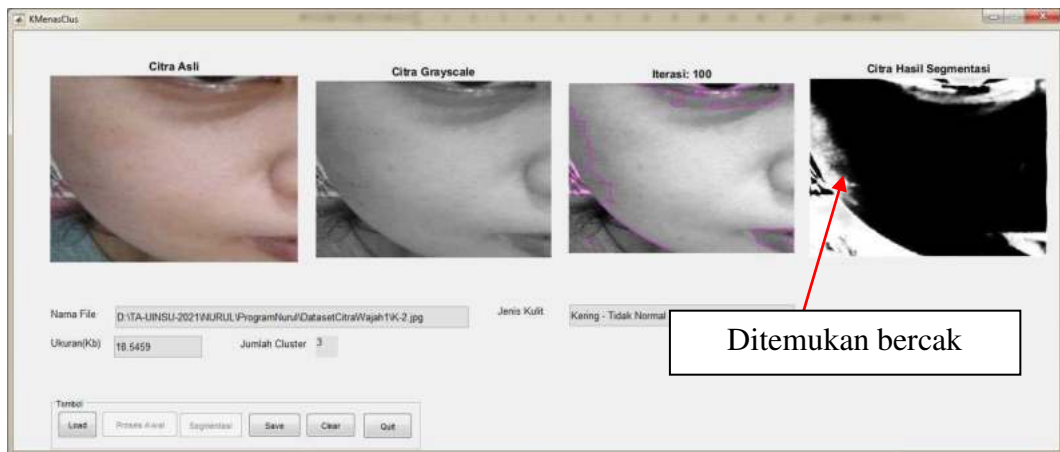 KMenasClus
Citra Asli
Citra Grayscale
Iterasi: 100
Citra Hasil Segmentasi
Nama File
D:\TA-UINSU-2021\NURUL\ProgramNurul\DatasetCitraWajah1\K-2.jpg
Jenis Kulit
Kering - Tidak Normal
Ditemukan bercak
Ukuran(Kb)
18.5459
Jumlah Cluster
3
Tombol
Load
Proses Awal
Segmentasi
Save
Clear
Quit